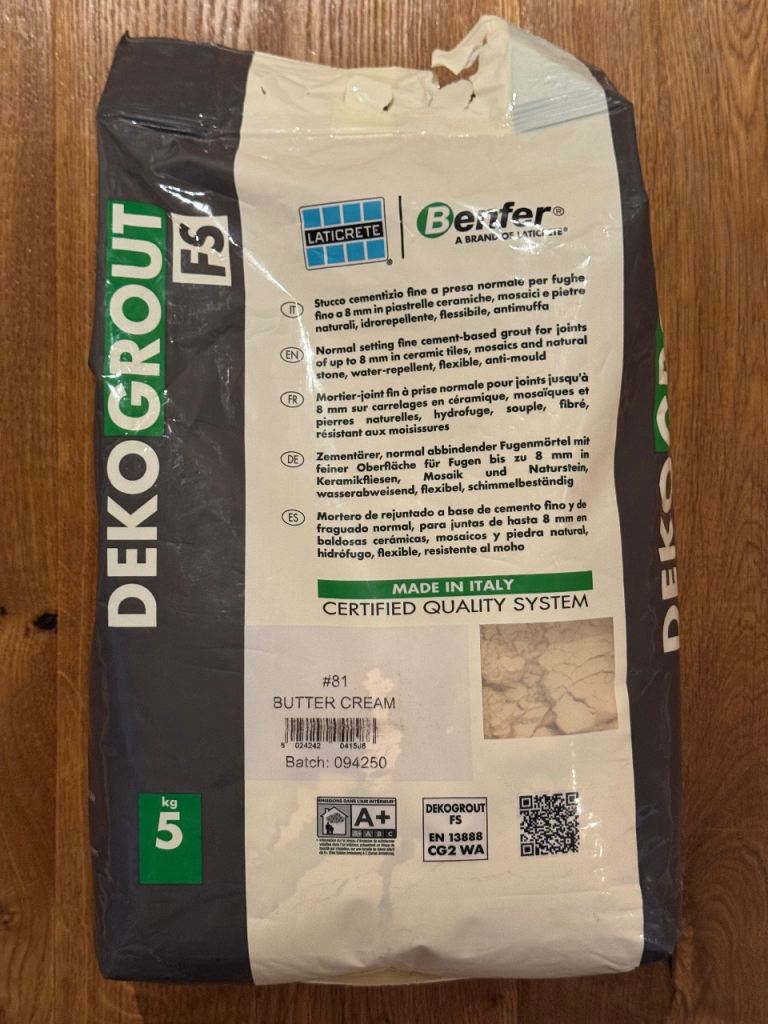 DEKOGROUT
FS
LATICRETE®
Benfer®
A BRAND OF LATICRETE®
IT
Stucco cementizio fine a presa normale per fughe
fino a 8 mm in piastrelle ceramiche, mosaici e pietre
naturali, idrorepellente, flessibile, antimuffa
EN
Normal setting fine cement-based grout for joints
of up to 8 mm in ceramic tiles, mosaics and natural
stone, water-repellent, flexible, anti-mould
FR
Mortier-joint fin à prise normale pour joints jusqu'à
8 mm sur carrelages en céramique, mosaïques et
pierres naturelles, hydrofuge, souple, fibré,
résistant aux moisissures
DE
Zementärer, normal abbindender Fugenmörtel mit
feiner Oberfläche für Fugen bis zu 8 mm in
Keramikfliesen, Mosaik und Naturstein,
wasserabweisend, flexibel, schimmelbeständig
ES
Mortero de rejuntado a base de cemento fino y de
fraguado normal, para juntas de hasta 8 mm en
baldosas cerámicas, mosaicos y piedra natural,
hidrófugo, flexible, resistente al moho
MADE IN ITALY
CERTIFIED QUALITY SYSTEM
#81
BUTTER CREAM
024242
Batch: 094250
kg
5
ÉMISSIONS DANS L'AIR INTÉRIEUR*
A+
A+ A B C
DEKOGROUT
FS
EN 13888
CG2 WA
DEKO